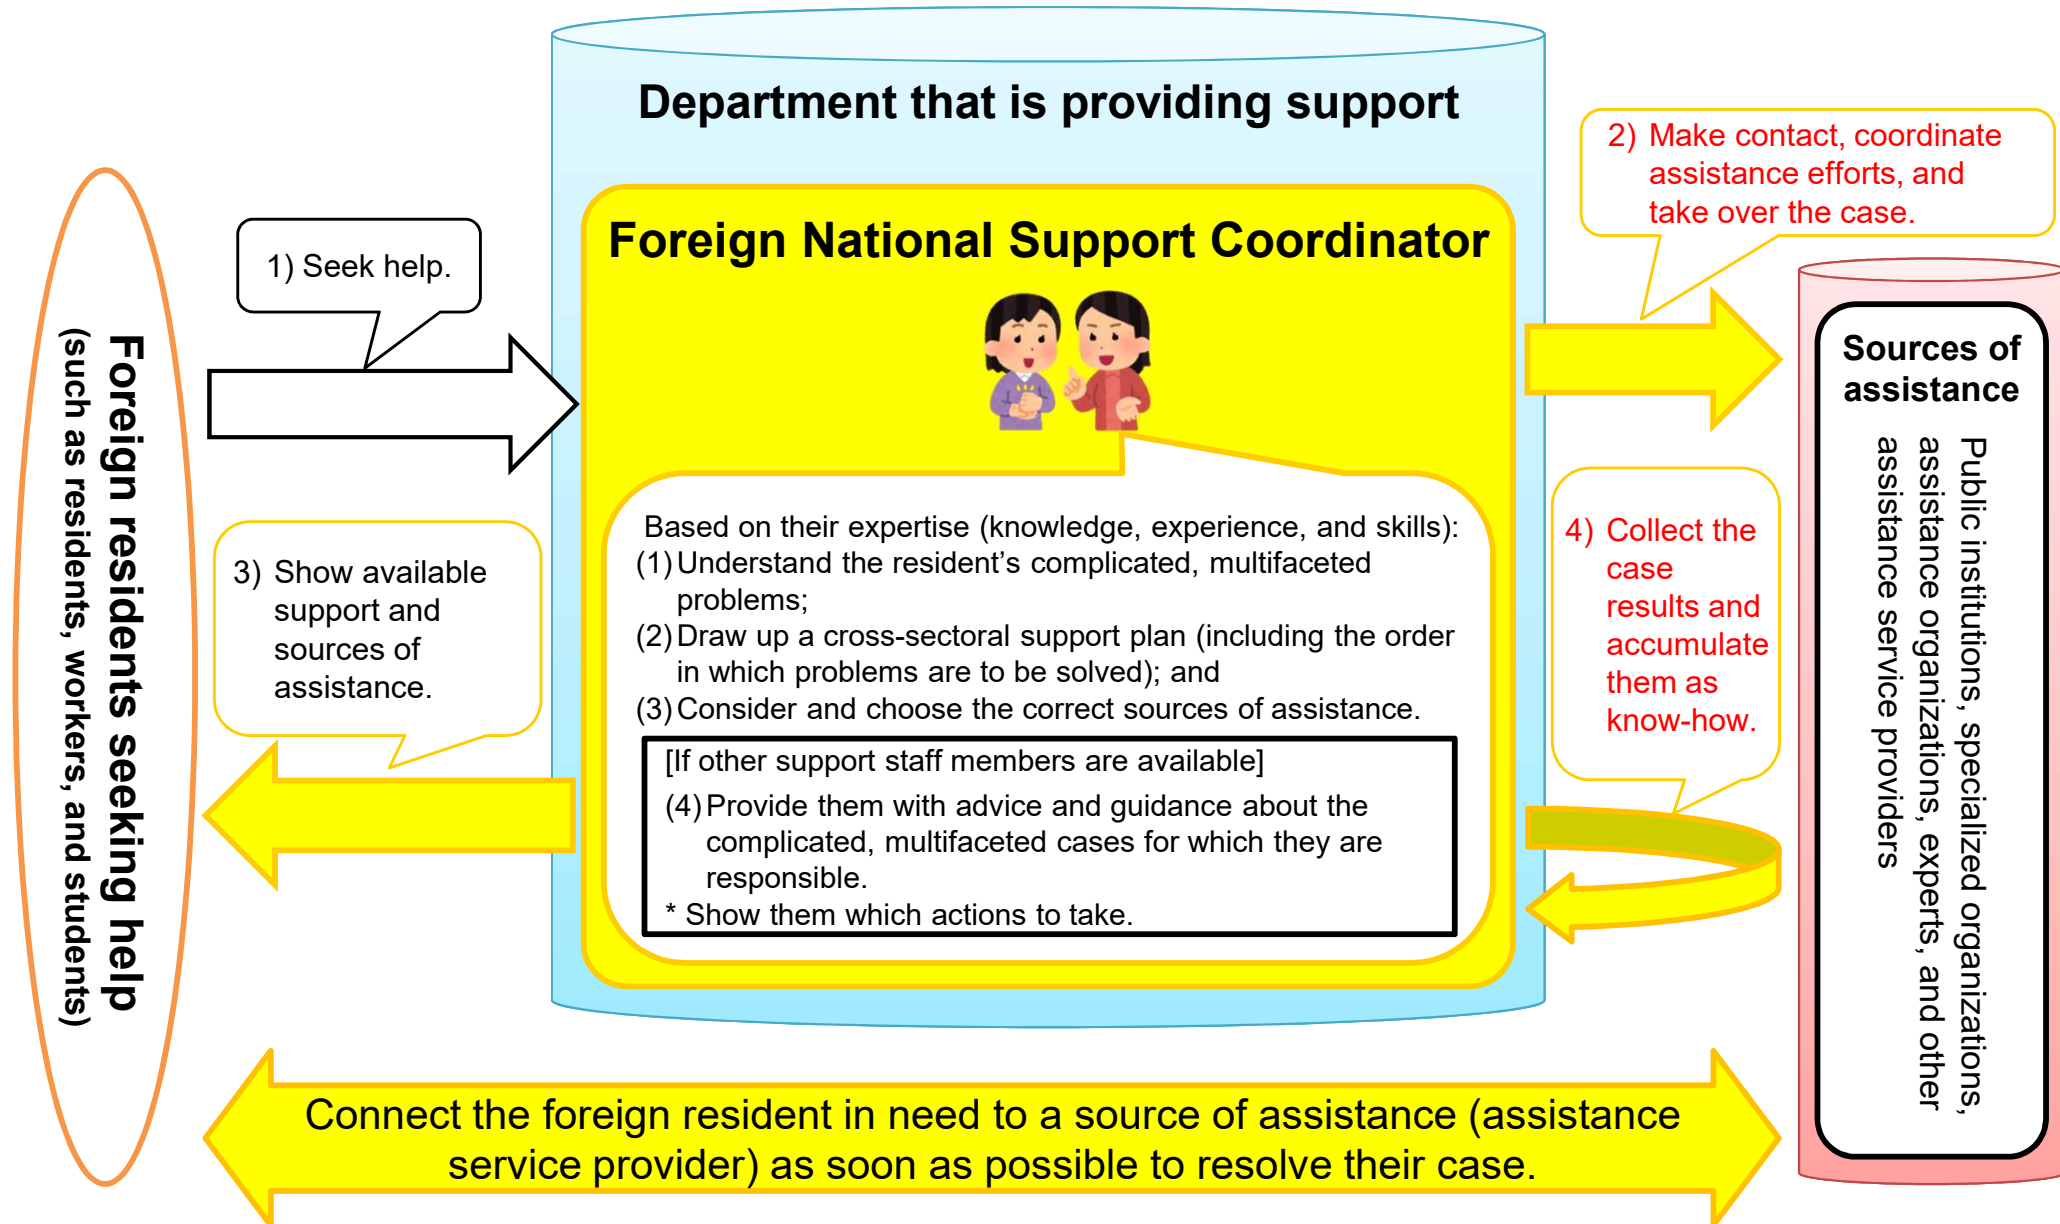 Department that is providing support
Foreign National Support Coordinator
1) Seek help.
2) Make contact, coordinate
assistance efforts, and
take over the case.
Foreign residents seeking help
(such as residents, workers, and students)
3) Show available
support and
sources of
assistance.
Based on their expertise (knowledge, experience, and skills):
(1) Understand the resident’s complicated, multifaceted
problems;
(2) Draw up a cross-sectoral support plan (including the order
in which problems are to be solved); and
(3) Consider and choose the correct sources of assistance.
[If other support staff members are available]
(4) Provide them with advice and guidance about the
complicated, multifaceted cases for which they are
responsible.
* Show them which actions to take.
4) Collect the
case
results and
accumulate
them as
know-how.
Sources of
assistance
Public institutions, specialized organizations,
assistance organizations, experts, and other
assistance service providers
Connect the foreign resident in need to a source of assistance (assistance
service provider) as soon as possible to resolve their case.